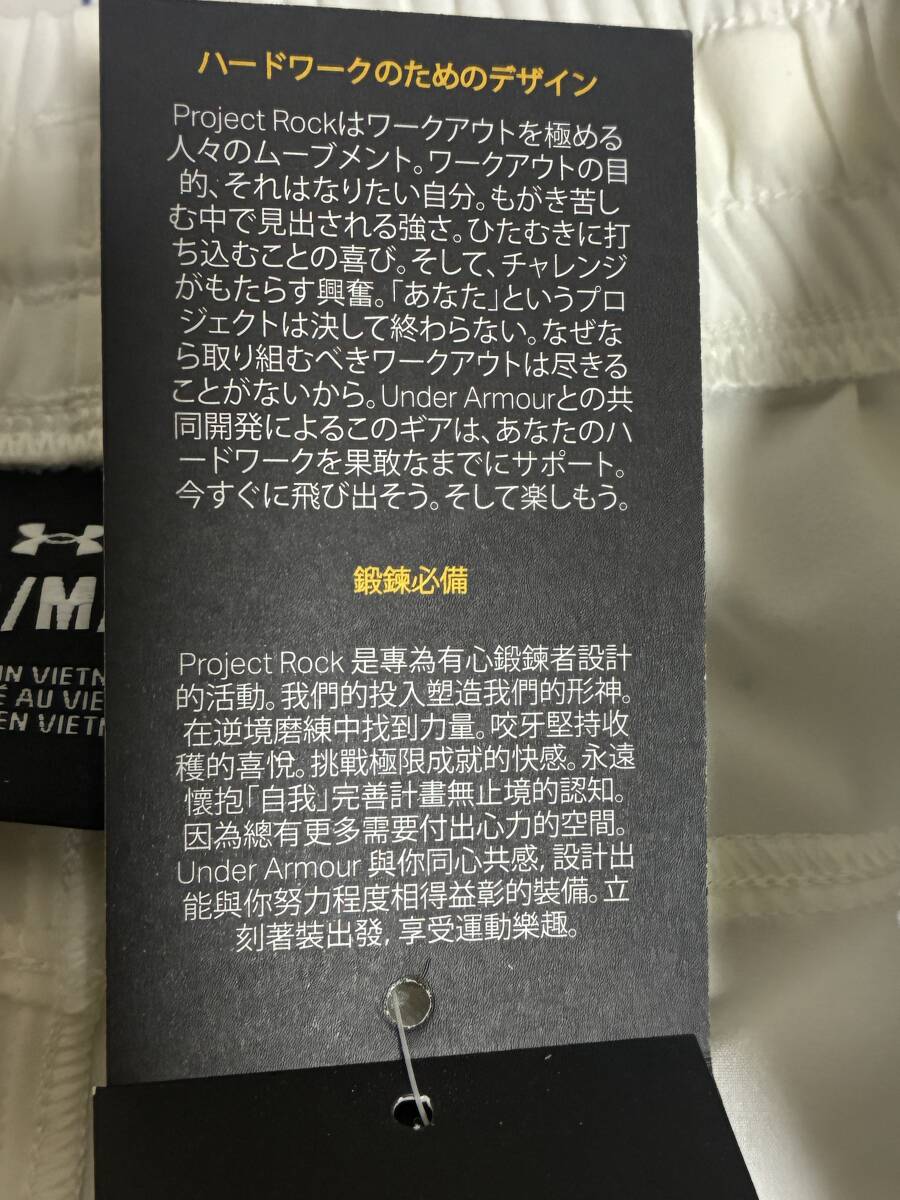 ハードワークのためのデザイン
Project Rockはワークアウトを極める
人々のムーブメント。ワークアウトの目
的、それはなりたい自分。もがき苦し
む中で見出される強さ。ひたむきに打
ち込むことの喜び。そして、チャレンジ
がもたらす興奮。「あなた」というプロ
ジェクトは決して終わらない。なぜな
ら取り組むべきワークアウトは尽きる
ことがないから。Under Armourとの共
同開発によるこのギアは、あなたのハ
ードワークを果敢なまでにサポート。
今すぐに飛び出そう。そして楽しもう。
鍛鍊必備
Project Rock 是專為有心鍛鍊者設計
的活動。我們的投入塑造我們的形神。
在逆境磨練中找到力量。咬牙堅持收
穫的喜悅。挑戰極限成就的快感。永遠
懷抱「自我」完善計畫無止境的認知。
因為總有更多需要付出心力的空間。
Under Armour 與你同心共感, 設計出
能與你努力程度相得益彰的裝備。立
刻著裝出發, 享受運動樂趣。
/M/
IN VIETN
É AU VIE
EN VIETN